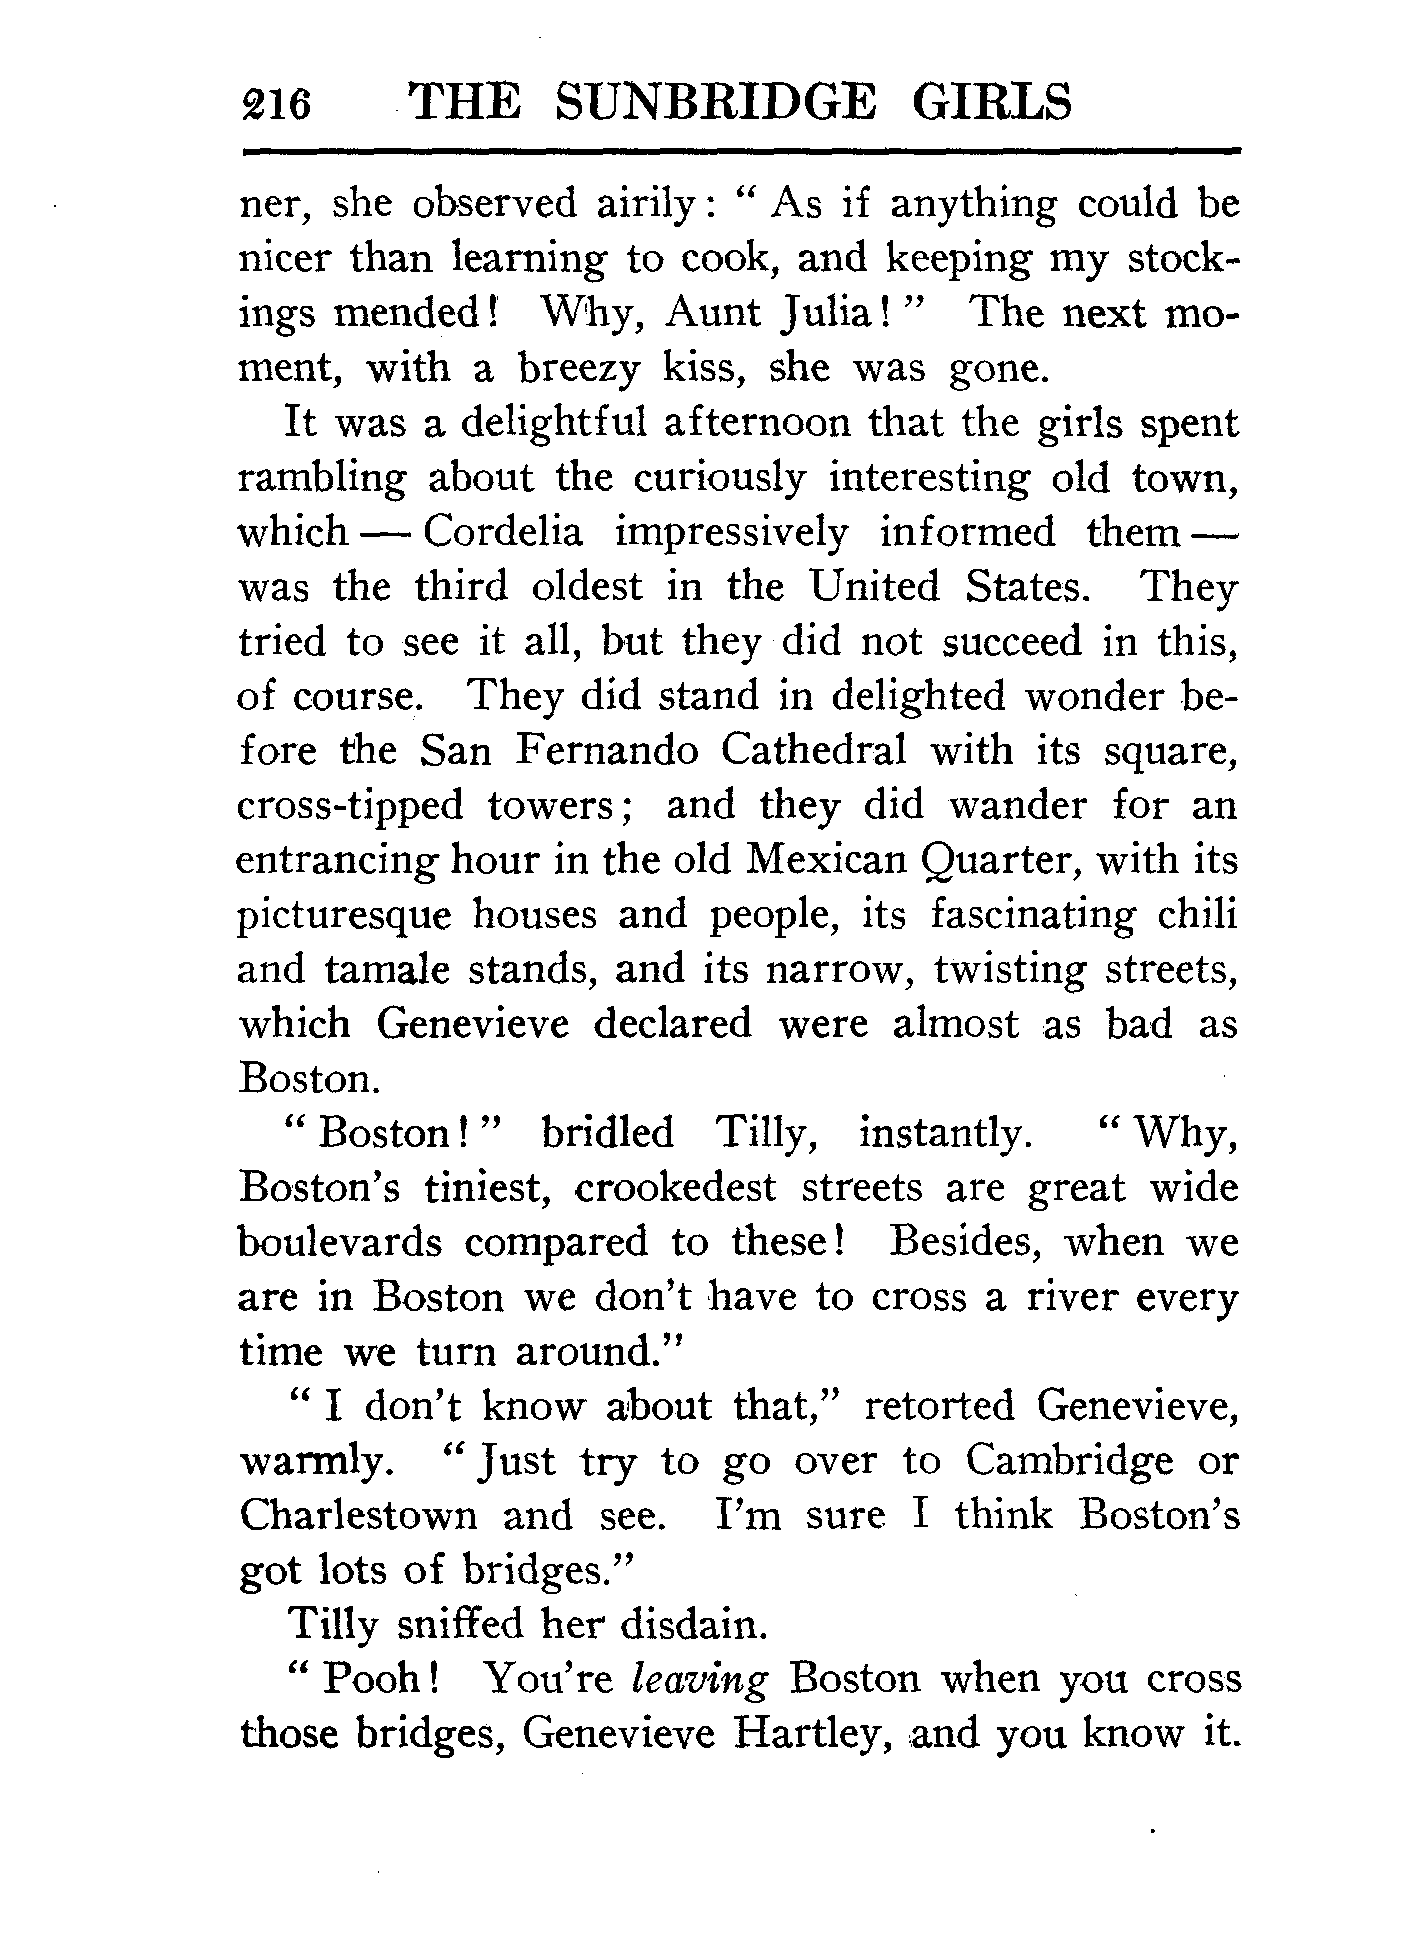 216 THE SUNBRIDGE GIRLS
ner, she observed airily: " As if anything could be
nicer than learning to cook, and keeping my stock-
ings mended! Why, Aunt Julia! " The next mo-
ment, with a breezy kiss, she was gone.
It was a delightful afternoon that the girls spent
rambling about the curiously interesting old town,
which — Cordelia impressively informed them —
was the third oldest in the United States. They
tried to see it all, but they did not succeed in this,
of course. They did stand in delighted wonder be-
fore the San Fernando Cathedral with its square,
cross-tipped towers; and they did wander for an
entrancing hour in the old Mexican Quarter, with its
picturesque houses and people, its fascinating chili
and tamale stands, and its narrow, twisting streets,
which Genevieve declared were almost as bad as
Boston.
" Boston! " bridled Tilly, instantly. " Why,
Boston's tiniest, crookedest streets are great wide
boulevards compared to these! Besides, when we
are in Boston we don't have to cross a river every
time we turn around."
" I don't know about that," retorted Genevieve,
warmly. " Just try to go over to Cambridge or
Charlestown and see. I'm sure I think Boston's
got lots of bridges."
Tilly sniffed her disdain.
" Pooh! You're leaving Boston when you cross
those bridges, Genevieve Hartley, and you know it.